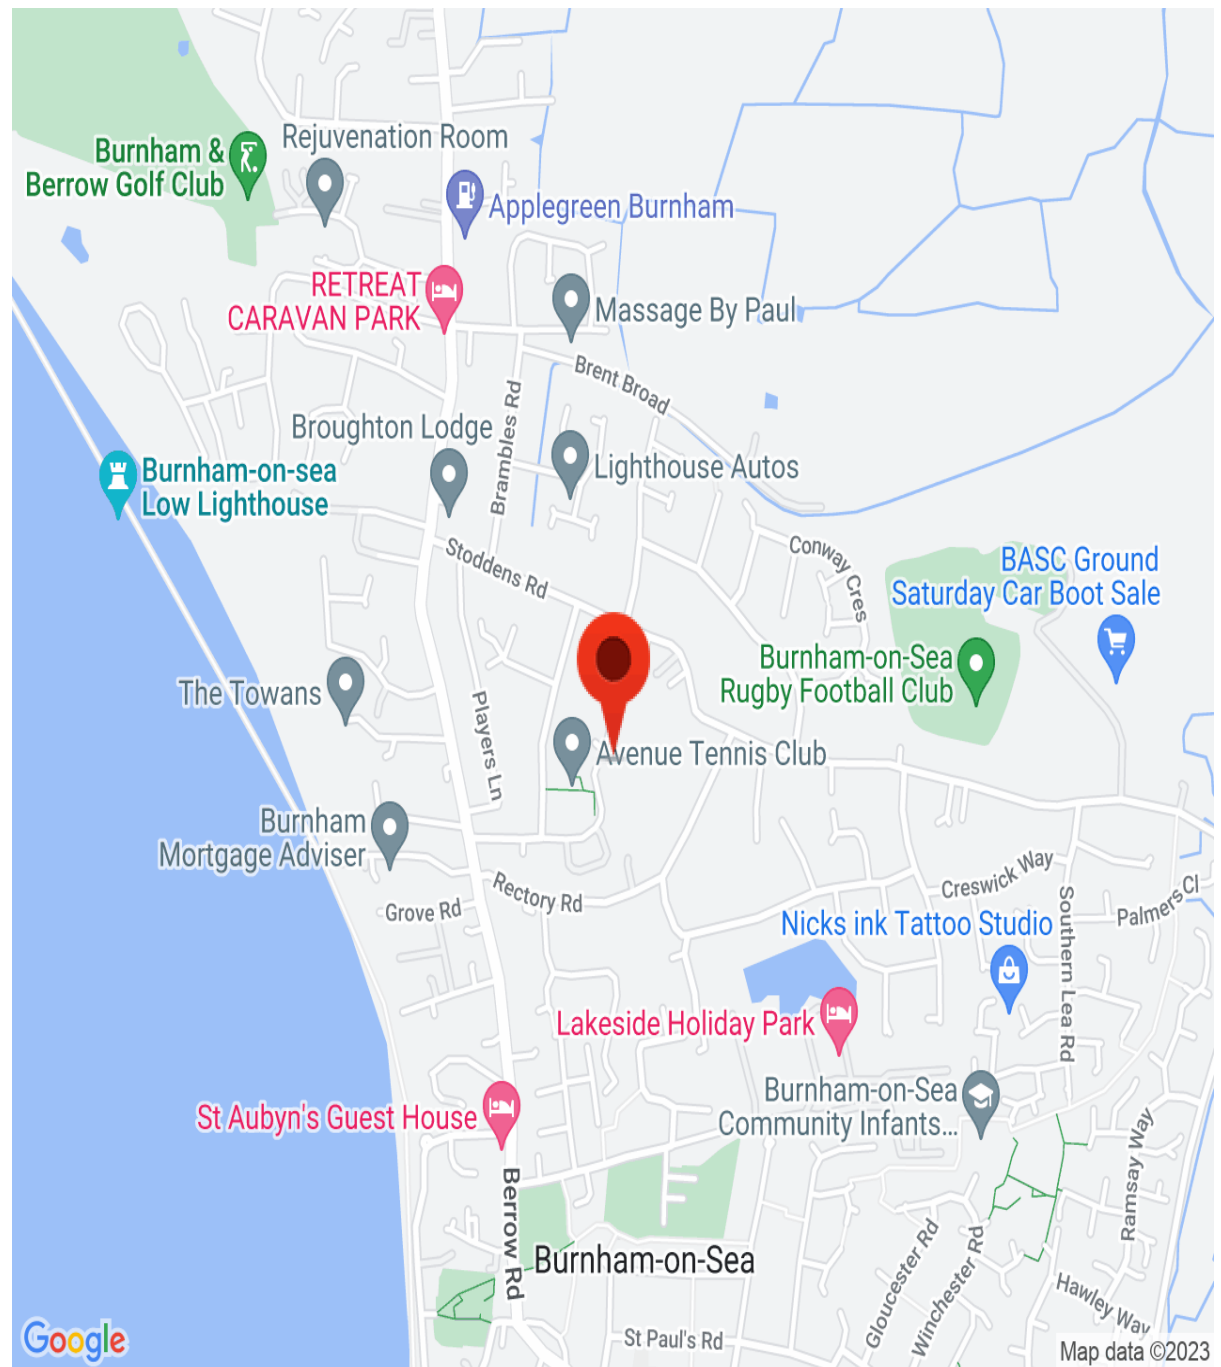 Burnham &
Berrow Golf Club
Rejuvenation Room
Applegreen Burnham
RETREAT
CARAVAN PARK
Massage By Paul
Brent Broad
Brambles Rd
Broughton Lodge
Lighthouse Autos
Burnham-on-sea
Low Lighthouse
Stoddens Rd
Conway Cres
BASC Ground
Saturday Car Boot Sale
Burnham-on-Sea
Rugby Football Club
The Towans
Players Ln
Avenue Tennis Club
Burnham
Mortgage Adviser
Rectory Rd
Grove Rd
Creswick Way
Southern Lea Rd
Palmers Cl
Nicks ink Tattoo Studio
Lakeside Holiday Park
Burnham-on-Sea
Community Infants...
St Aubyn's Guest House
Berrow Rd
Ramsay Way
Gloucester Rd
Winchester Rd
Burnham-on-Sea
Hawley Way
St Paul's Rd
Google
Map data ©2023